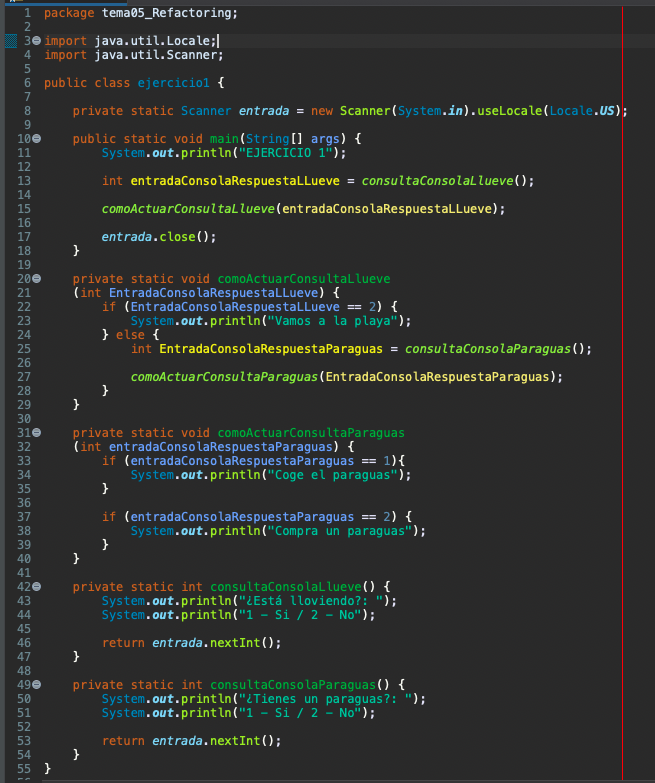 1 package tema05_Refactoring;
2
3 import java.util.Locale;
4 import java.util.Scanner;
5
6 public class ejercicio1 {
7
8     private static Scanner entrada = new Scanner(System.in).useLocale(Locale.US);
9
10     public static void main(String[] args) {
11         System.out.println("EJERCICIO 1");
12
13         int entradaConsolaRespuestaLLueve = consultaConsolaLlueve();
14
15         comoActuarConsultaLlueve(entradaConsolaRespuestaLLueve);
16
17         entrada.close();
18     }
19
20     private static void comoActuarConsultaLlueve
21     (int EntradaConsolaRespuestaLLueve) {
22         if (EntradaConsolaRespuestaLLueve == 2) {
23             System.out.println("Vamos a la playa");
24         } else {
25             int EntradaConsolaRespuestaParaguas = consultaConsolaParaguas();
26
27             comoActuarConsultaParaguas(EntradaConsolaRespuestaParaguas);
28         }
29     }
30
31     private static void comoActuarConsultaParaguas
32     (int entradaConsolaRespuestaParaguas) {
33         if (entradaConsolaRespuestaParaguas == 1){
34             System.out.println("Coge el paraguas");
35         }
36
37         if (entradaConsolaRespuestaParaguas == 2) {
38             System.out.println("Compra un paraguas");
39         }
40     }
41
42     private static int consultaConsolaLlueve() {
43         System.out.println("¿Está lloviendo?: ");
44         System.out.println("1 - Si / 2 - No");
45
46         return entrada.nextInt();
47     }
48
49     private static int consultaConsolaParaguas() {
50         System.out.println("¿Tienes un paraguas?: ");
51         System.out.println("1 - Si / 2 - No");
52
53         return entrada.nextInt();
54     }
55 }